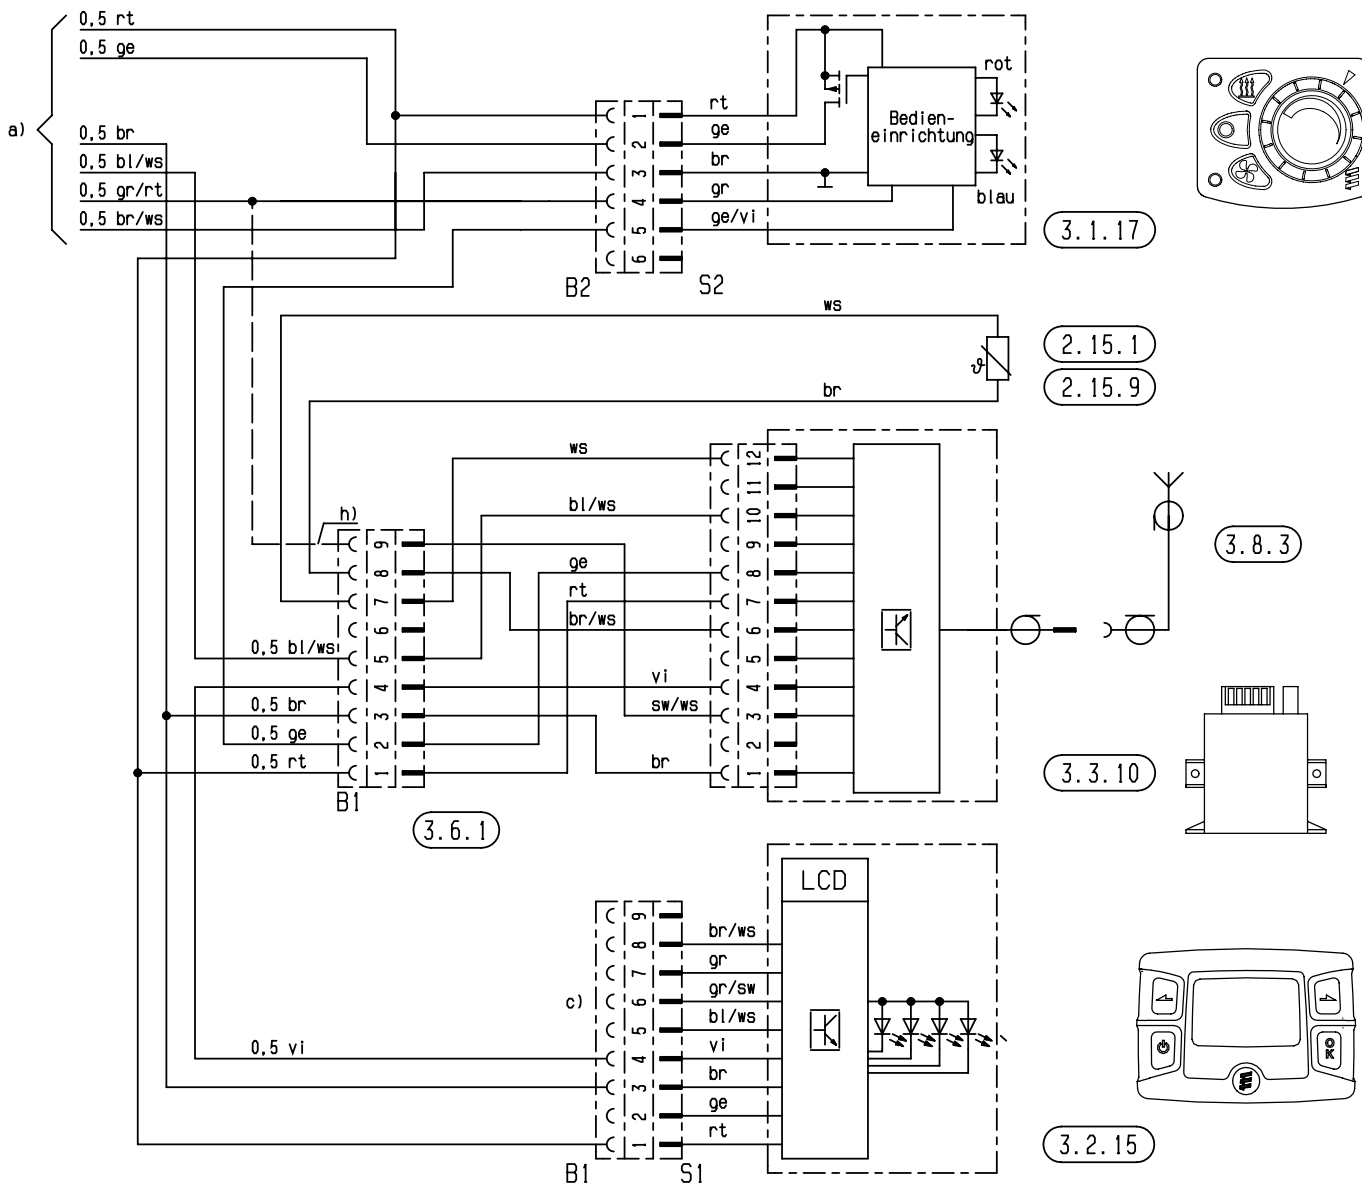 a)
0,5 rt
0,5 ge
0,5 br
0,5 bl/ws
0,5 gr/rt
0,5 br/ws
1
2
3
4
5
6
B2
S2
rt
ge
br
gr
ge/vi
Bedien-
einrichtung
rot
blau
3.1.17
ws
ϑ
br
2.15.1
2.15.9
h)
9
8
7
6
5
4
3
2
1
0,5 bl/ws
0,5 br
0,5 ge
0,5 rt
B1
3.6.1
ws
bl/ws
ge
rt
br/ws
vi
sw/ws
br
12
11
10
9
8
7
6
5
4
3
2
1
3.8.3
3.3.10
LCD
c)
9
8
7
6
5
4
3
2
1
0,5 vi
br/ws
gr
gr/sw
bl/ws
vi
br
ge
rt
B1
S1
OK
3.2.15